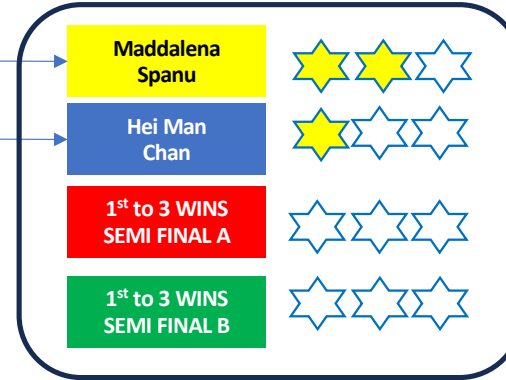 Maddalena
Spanu
Hei Man
Chan
1st to 3 WINS
SEMI FINAL A
1st to 3 WINS
SEMI FINAL B